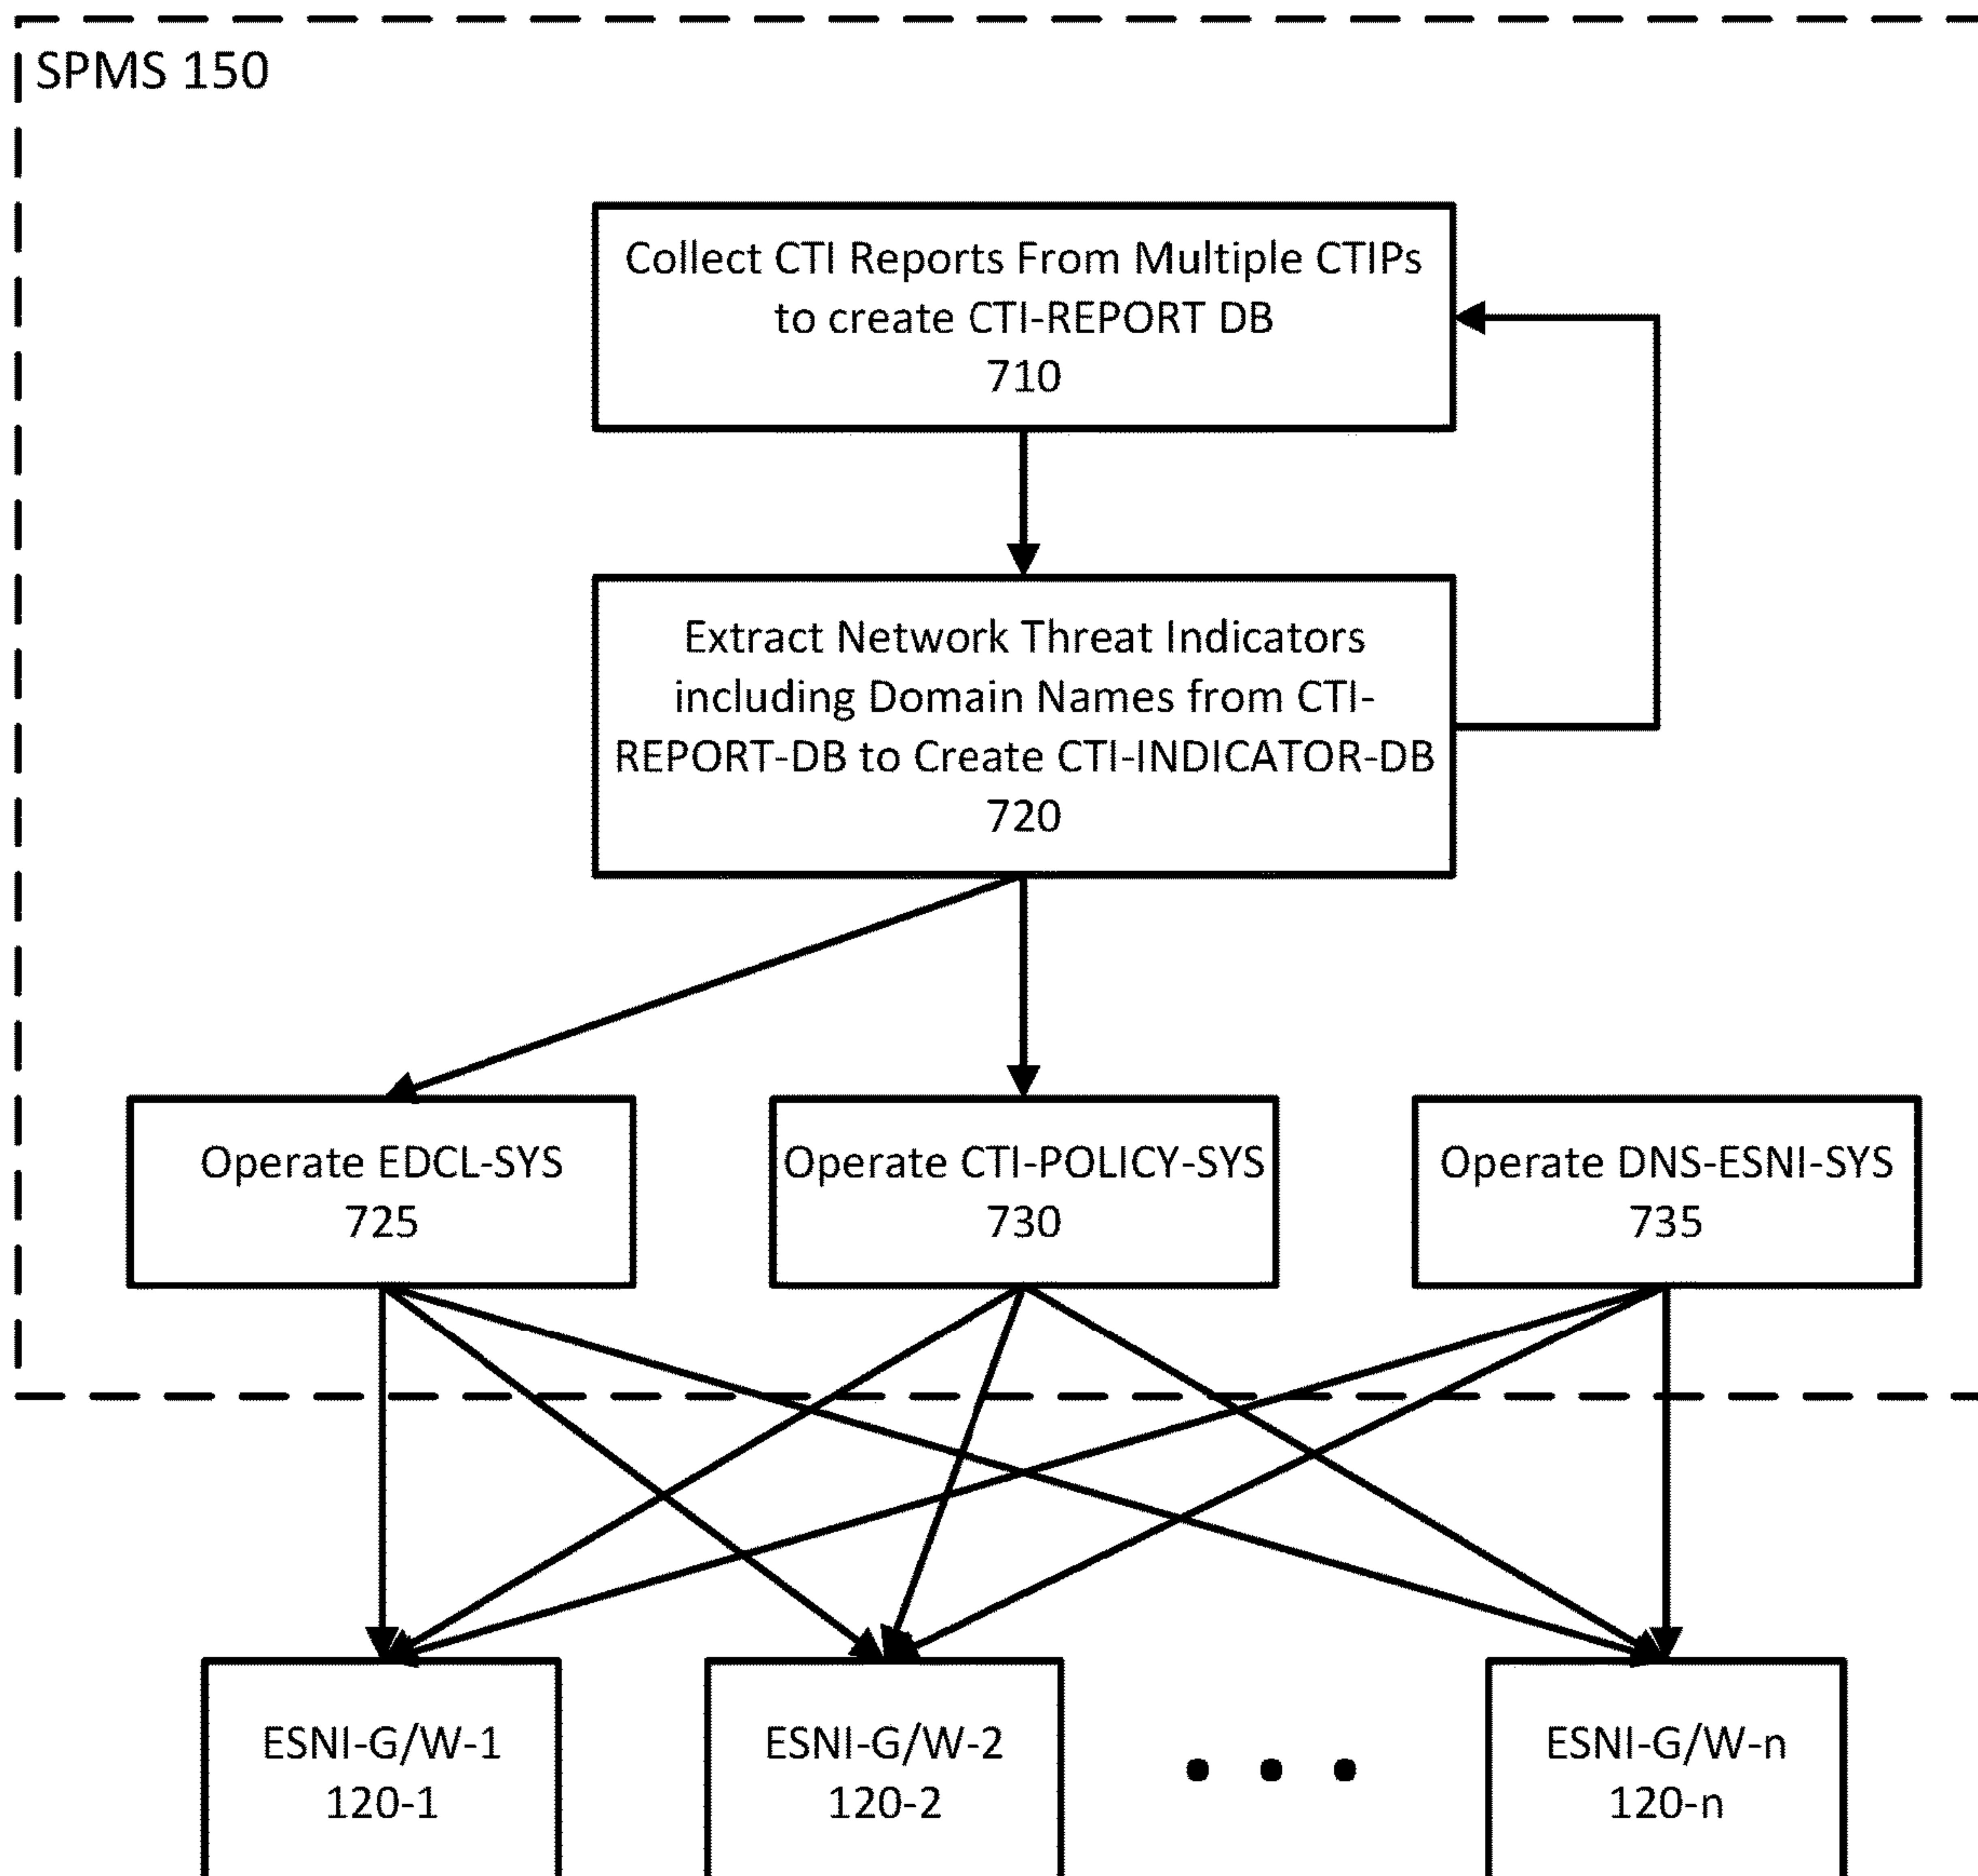 SPMS 150
Collect CTI Reports From Multiple CTIPs
to create CTI-REPORT DB
710
Extract Network Threat Indicators
including Domain Names from CTI-
REPORT-DB to Create CTI-INDICATOR-DB
720
Operate EDCL-SYS
725
Operate CTI-POLICY-SYS
730
Operate DNS-ESNI-SYS
735
ESNI-G/W-1
120-1
ESNI-G/W-2
120-2
ESNI-G/W-n
120-n